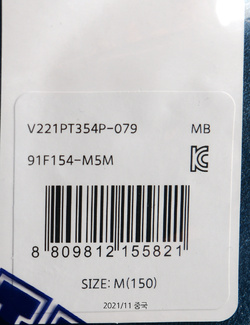 V221PT354P-079 MB
91F154-M5M
8 809812 155821
SIZE: M(150)
2021/11 중국